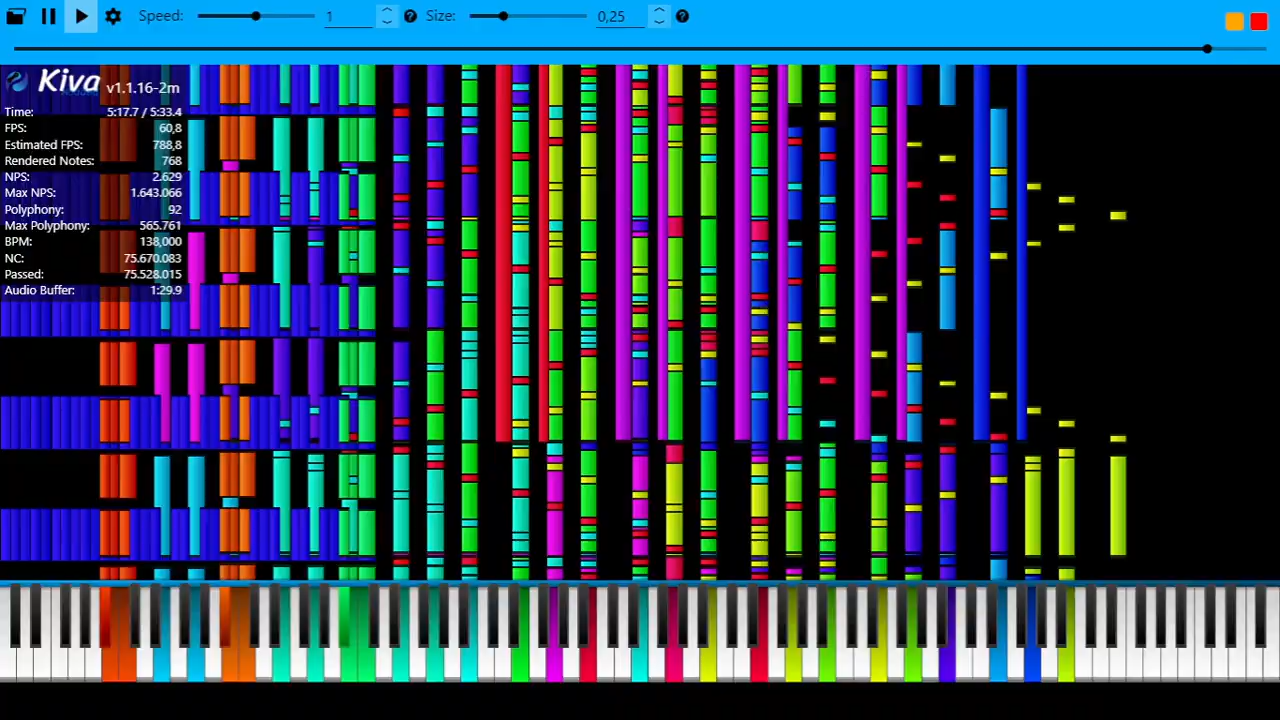 Speed: 1 Size: 0,25
Kiva v1.1.16-2m
Time: 5:17.7 / 5:33.4
FPS: 60,8
Estimated FPS: 788,8
Rendered Notes: 768
NPS: 2.629
Max NPS: 1.643.066
Polyphony: 92
Max Polyphony: 565.761
BPM: 138,000
NC: 75.670.083
Passed: 75.528.015
Audio Buffer: 1:29.9